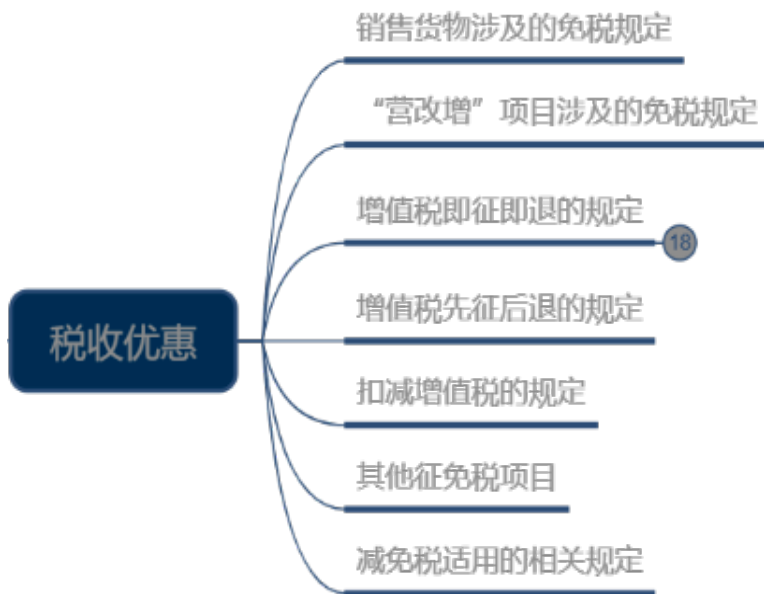 销售货物涉及的免税规定
“营改增”项目涉及的免税规定
增值税即征即退的规定
18
增值税先征后退的规定
税收优惠
扣减增值税的规定
其他征免税项目
减免税适用的相关规定